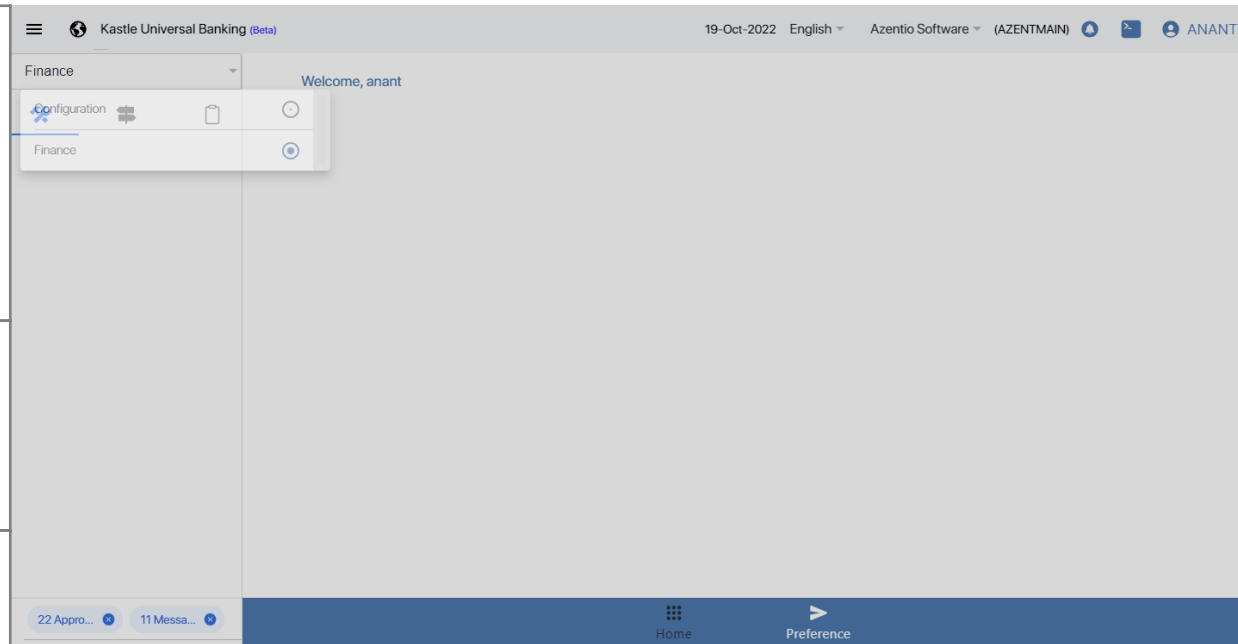 Kastle Universal Banking (Beta) 19-Oct-2022 English Azentio Software (AZENTMAIN) ANANT
Finance
Welcome, anant
Configuration
Finance
22 Appro... 11 Messa...
Home Preference